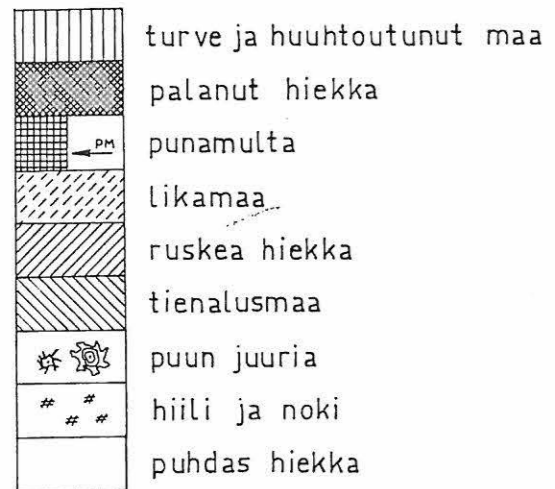 turve ja huuhtoutunut maa
palanut hiekka
PM
punamulta
likamaa
ruskea hiekka
tienalusmaa
puun juuria
hiili ja noki
puhdas hiekka